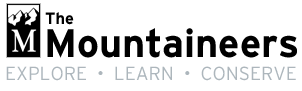 M
The
Mountaineers
EXPLORE • LEARN • CONSERVE